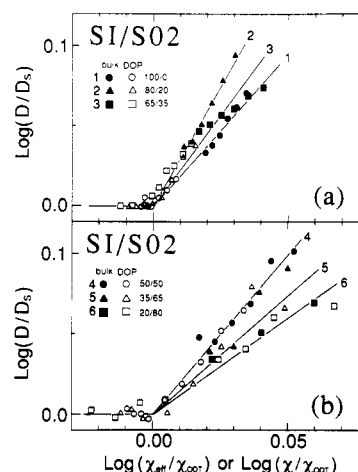 SI/SO2
bulk DOP
1 ● ○ 100/0
2 ▲ △ 80/20
3 ■ □ 65/35
2
3
1
0.1
0.0
Log(D/Ds)
(a)
SI/SO2
bulk DOP
4 ● ○ 50/50
5 ▲ △ 35/65
6 ■ □ 20/80
4
5
6
0.1
0.0
Log(D/Ds)
(b)
0.00 0.05
Log(χeff/χODT) or Log(χ/χODT)